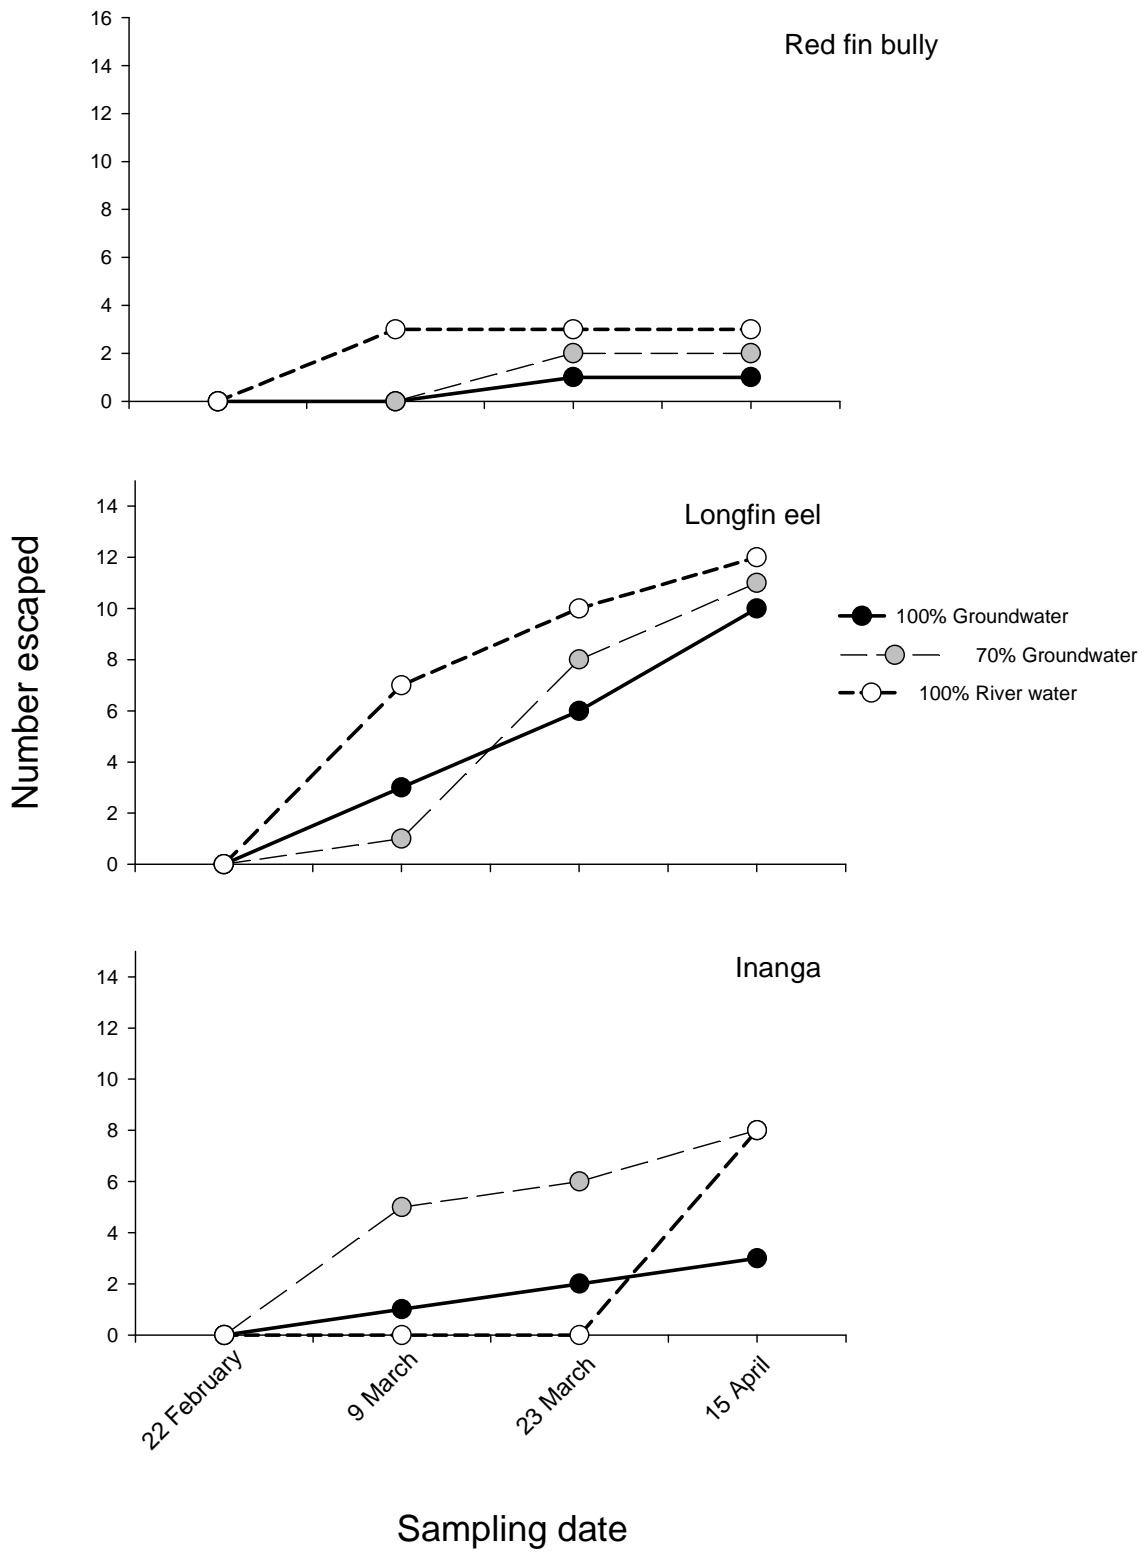 16
14
12
10
8
6
4
2
0
Red fin bully
Number escaped
14
12
10
8
6
4
2
0
Longfin eel
100% Groundwater
70% Groundwater
100% River water
14
12
10
8
6
4
2
0
Inanga
22 February
9 March
23 March
15 April
Sampling date